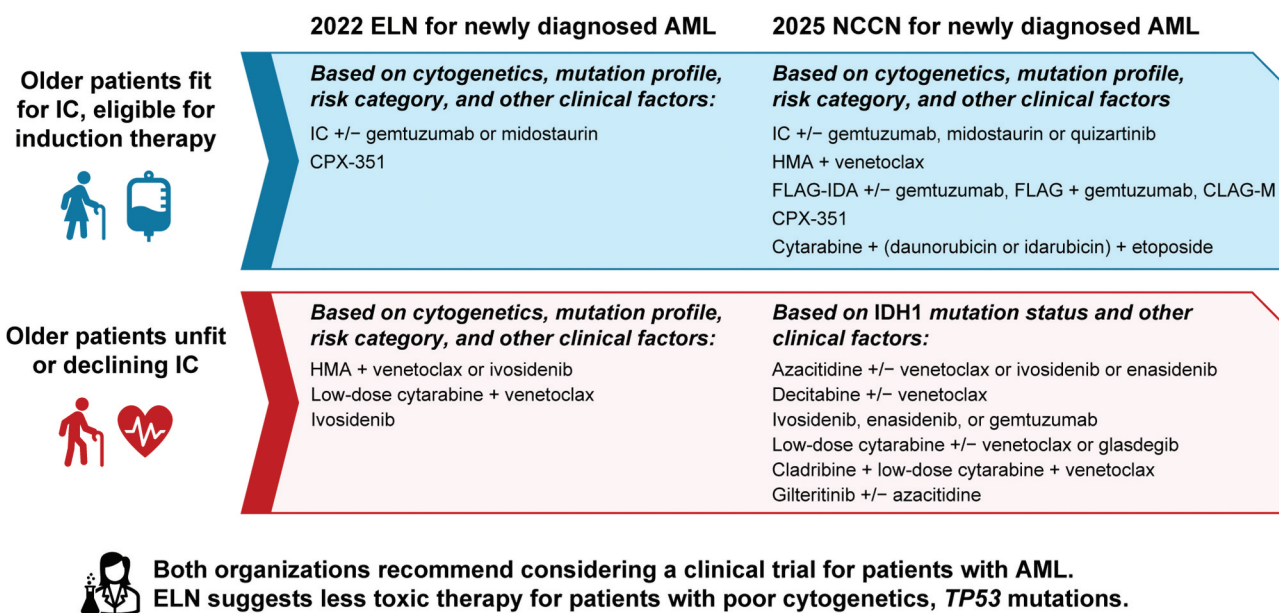 2022 ELN for newly diagnosed AML
2025 NCCN for newly diagnosed AML
Older patients fit
for IC, eligible for
induction therapy
Based on cytogenetics, mutation profile,
risk category, and other clinical factors:
IC +/− gemtuzumab or midostaurin
CPX-351
Based on cytogenetics, mutation profile,
risk category, and other clinical factors
IC +/− gemtuzumab, midostaurin or quizartinib
HMA + venetoclax
FLAG-IDA +/− gemtuzumab, FLAG + gemtuzumab, CLAG-M
CPX-351
Cytarabine + (daunorubicin or idarubicin) + etoposide
Older patients unfit
or declining IC
Based on cytogenetics, mutation profile,
risk category, and other clinical factors:
HMA + venetoclax or ivosidenib
Low-dose cytarabine + venetoclax
Ivosidenib
Based on IDH1 mutation status and other
clinical factors:
Azacitidine +/− venetoclax or ivosidenib or enasidenib
Decitabine +/− venetoclax
Ivosidenib, enasidenib, or gemtuzumab
Low-dose cytarabine +/− venetoclax or glasdegib
Cladribine + low-dose cytarabine + venetoclax
Gilteritinib +/− azacitidine
Both organizations recommend considering a clinical trial for patients with AML.
ELN suggests less toxic therapy for patients with poor cytogenetics, TP53 mutations.